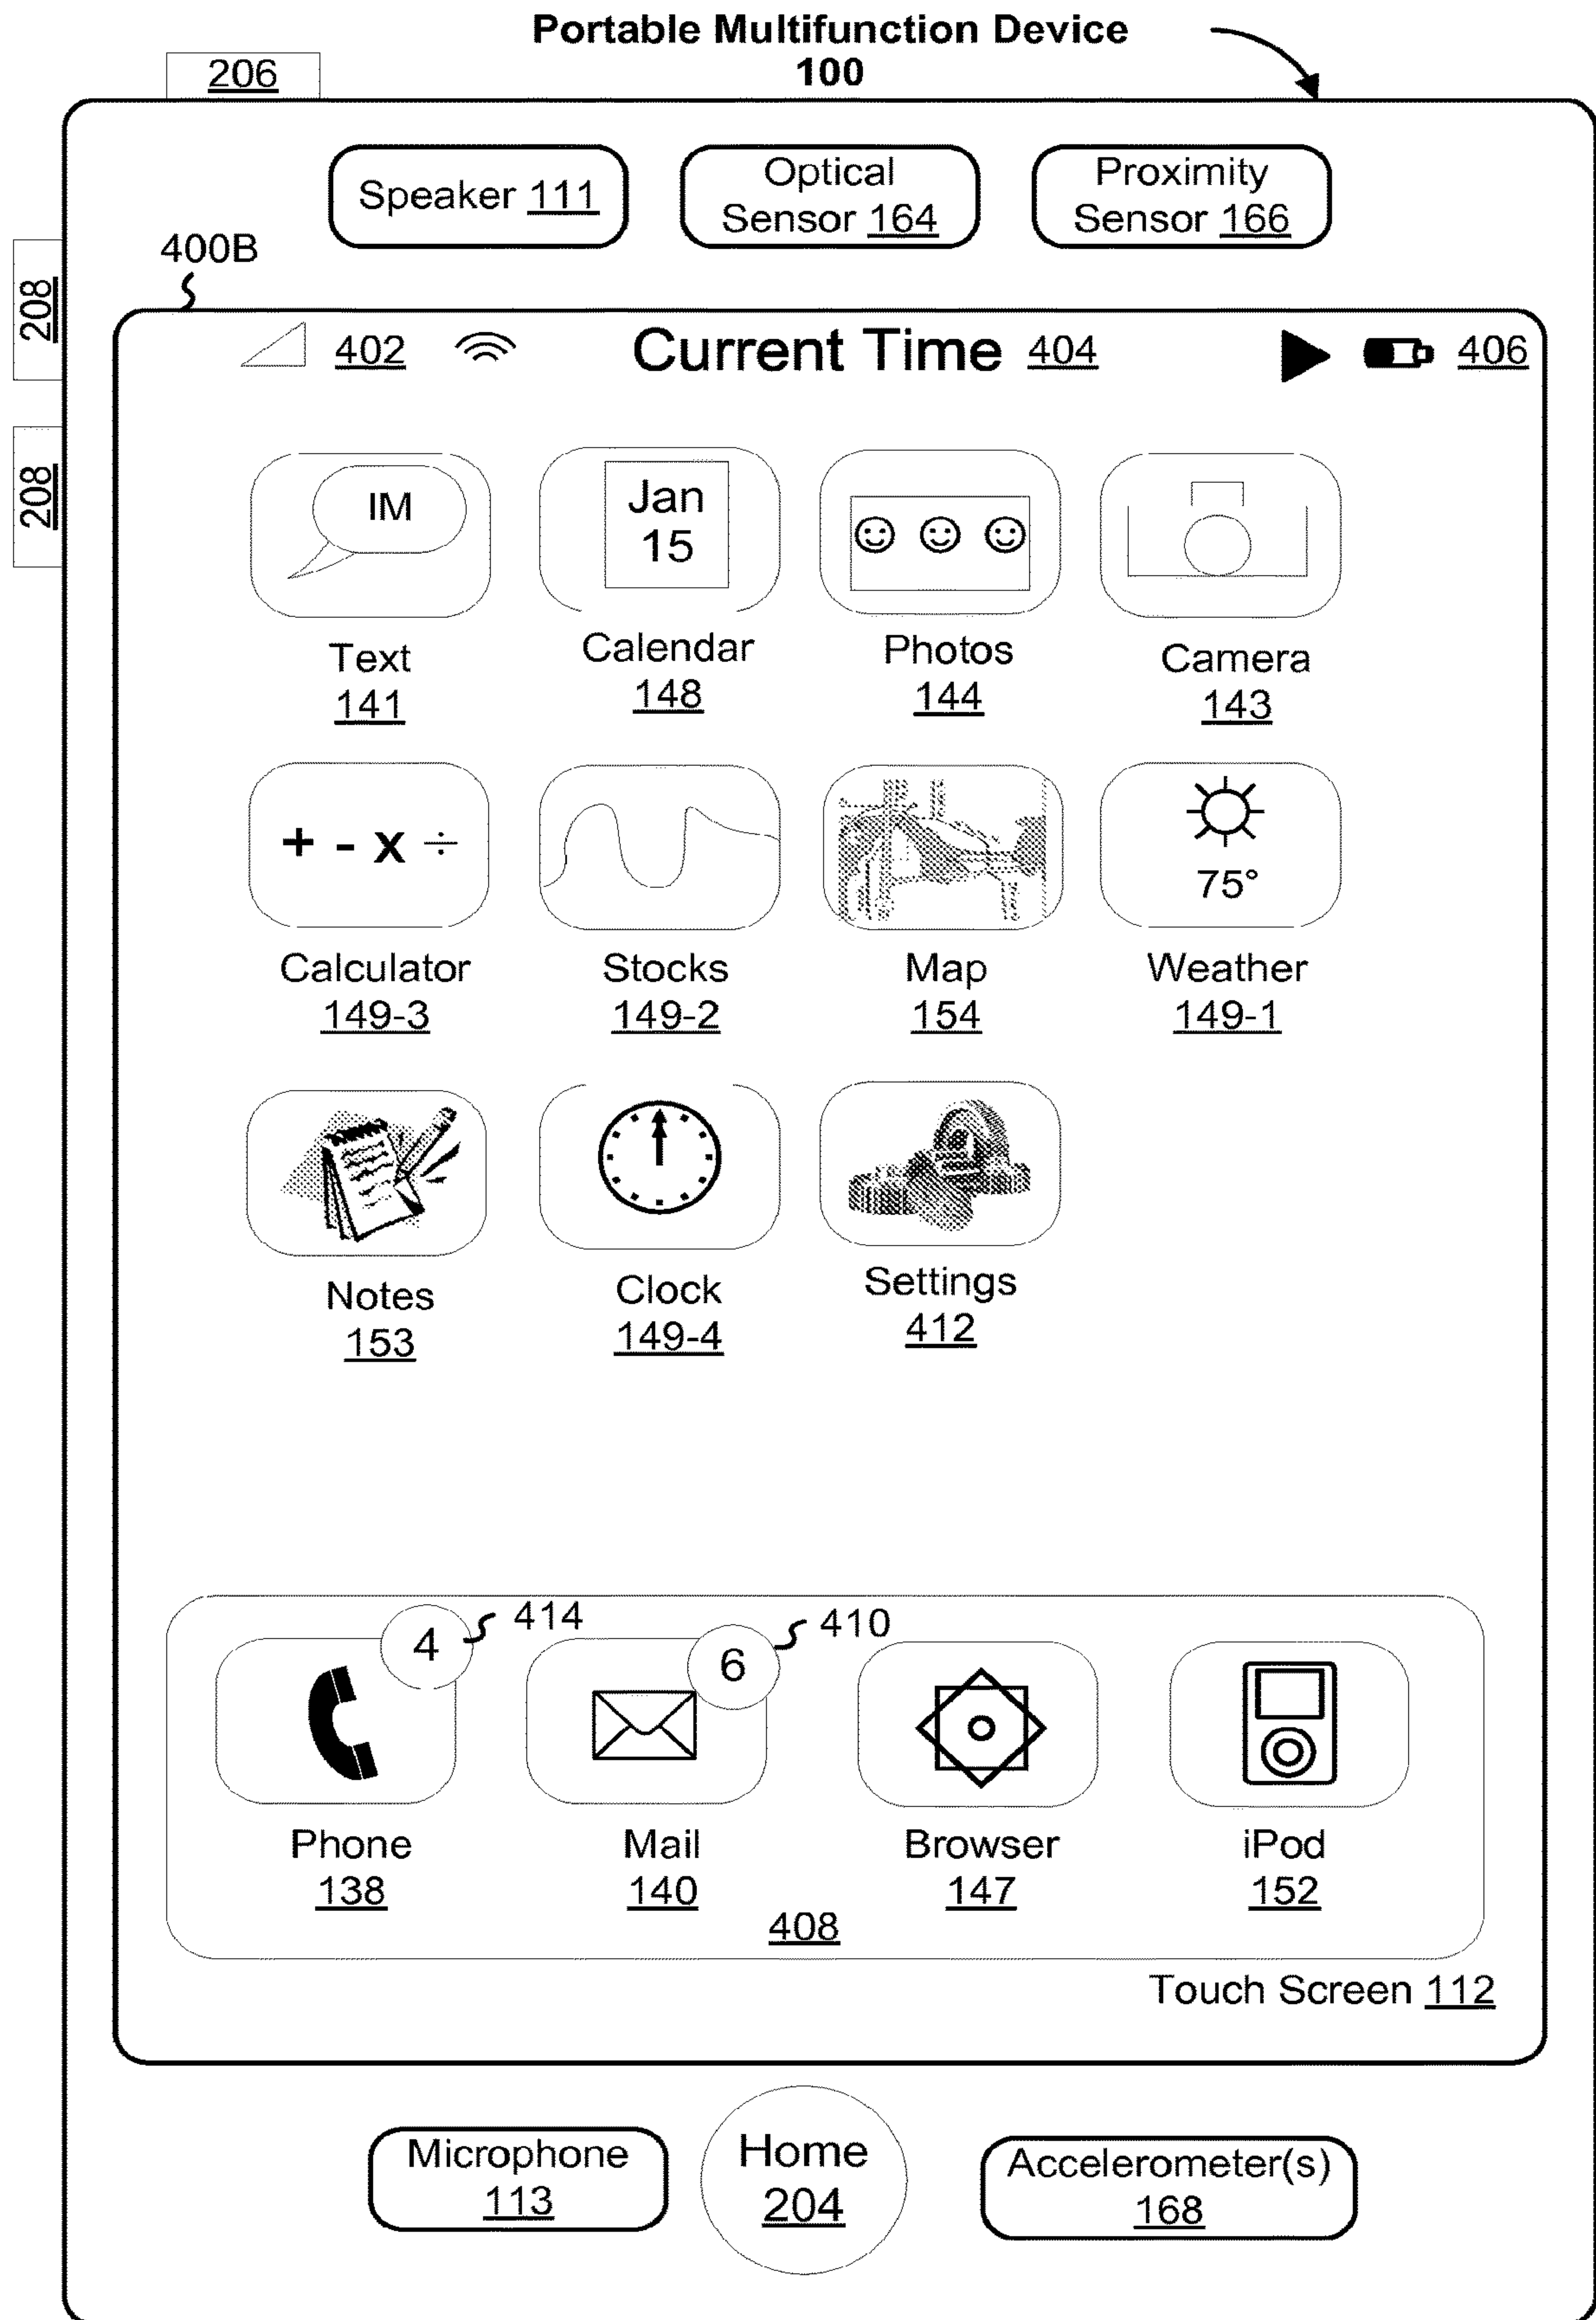 Portable Multifunction Device
100
206
Speaker 111
Optical
Sensor 164
Proximity
Sensor 166
400B
208
208
402
Current Time 404
406
IM
Text
141
Jan
15
Calendar
148
Photos
144
Camera
143
+ - x ÷
Calculator
149-3
Stocks
149-2
Map
154
75°
Weather
149-1
Notes
153
Clock
149-4
Settings
412
4
414
Phone
138
6
410
Mail
140
Browser
147
iPod
152
408
Touch Screen 112
Microphone
113
Home
204
Accelerometer(s)
168